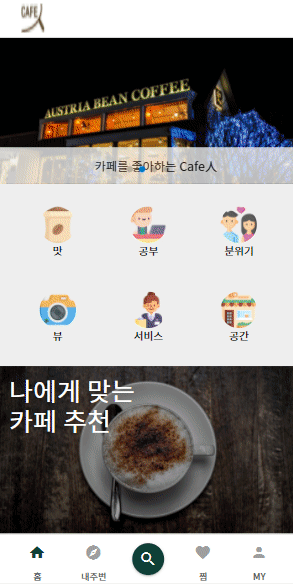 CAFE人
AUSTRIA BEAN COFFEE
카페를 좋아하는 Cafe人
맛
공부
분위기
뷰
서비스
공간
나에게 맞는
카페 추천
홈
내주변
찜
MY